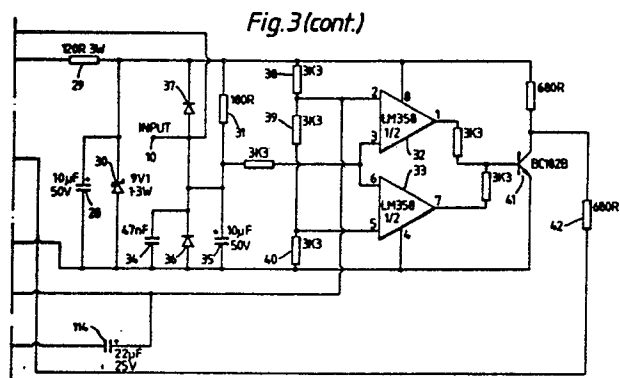 Fig.3(cont.)
120R 3W
29
37
INPUT
10
180R
31
38
3K3
39
3K3
2
8
1
LM358
1/2
3
32
3K3
3K3
680R
BC182B
41
10µF
50V
28
30
9V1
1·3W
3K3
6
33
LM358
1/2
7
5
4
3K3
680R
42
47nF
34
36
10µF
50V
35
40
3K3
114
22µF
25V